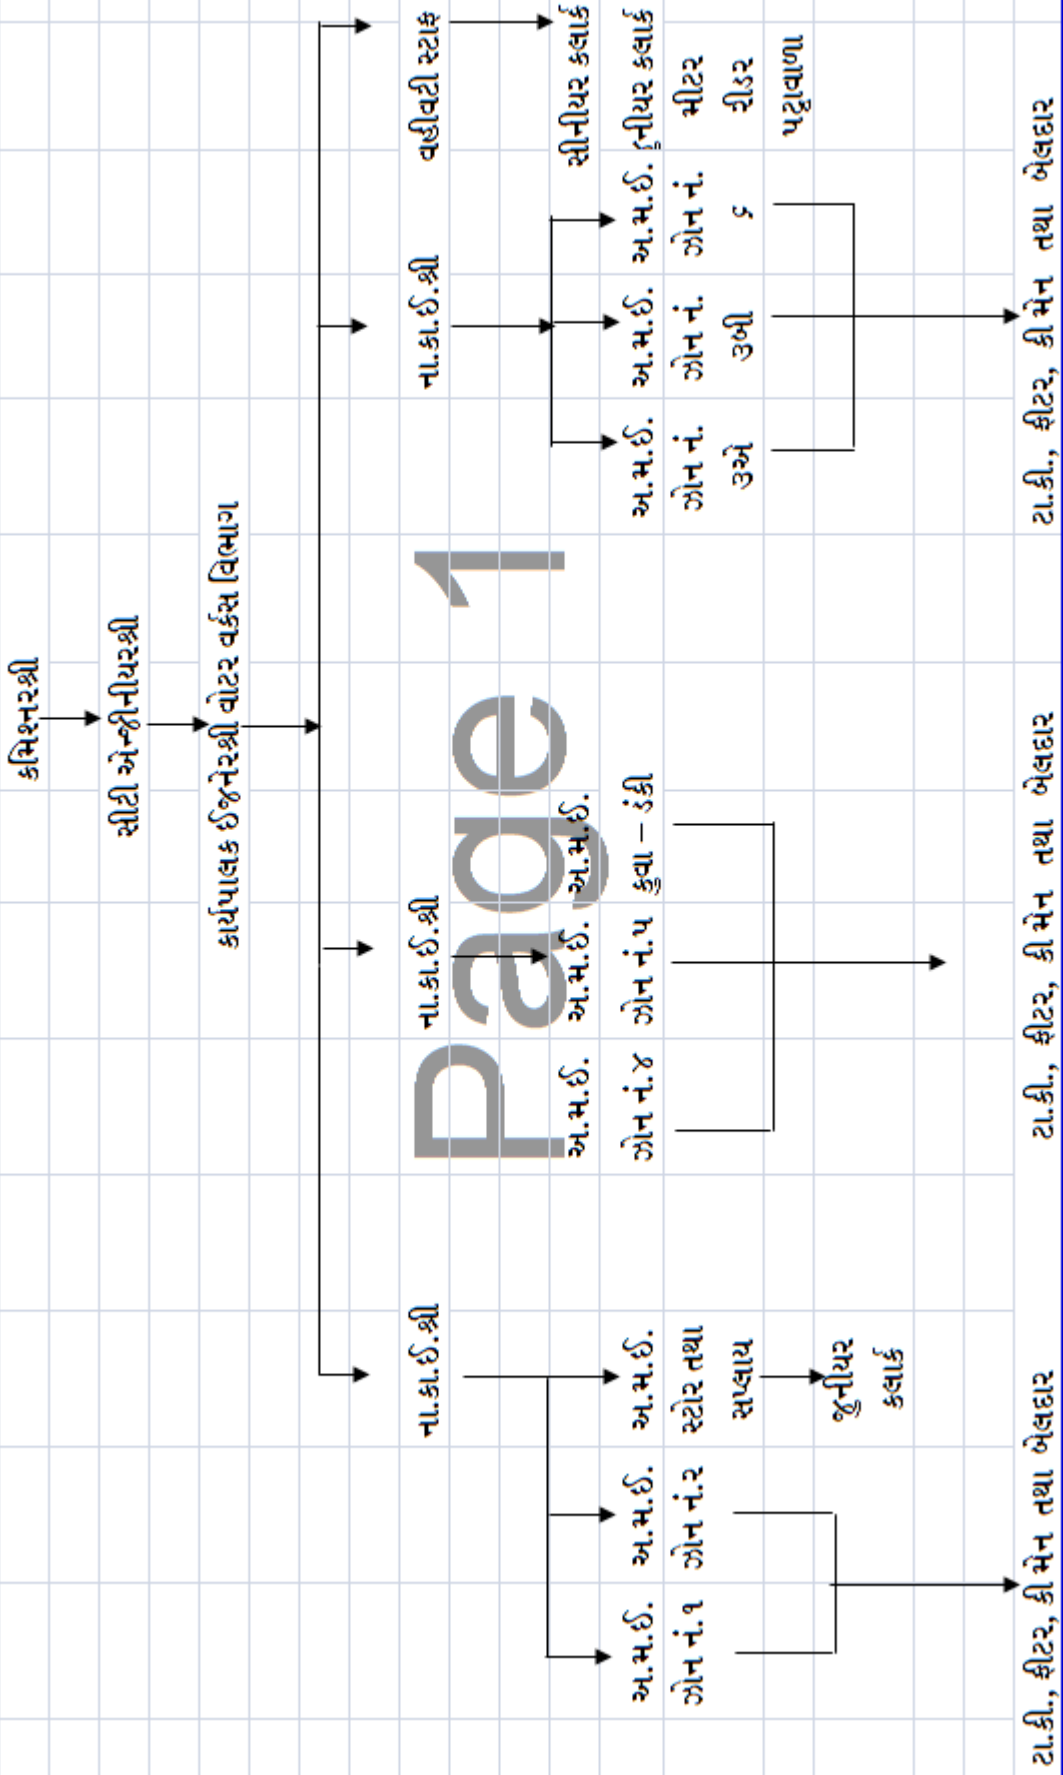 કમિશ્નરશ્રી
સીટી એન્જીનીયરશ્રી
કાર્યપાલક ઈજનેરશ્રી વોટર વર્કસ વિભાગ
ના.કા.ઈ.શ્રી
ના.કા.ઈ.શ્રી
ના.કા.ઈ.શ્રી
વહીવટી સ્ટાફ
અ.મ.ઈ.
ઝોન નં.૧
અ.મ.ઈ.
ઝોન નં.૨
અ.મ.ઈ.
સ્ટોર તથા
સપ્લાય
જુનીયર
કલાર્ક
ટા.કી., ફીટર, કી મેન તથા બેલદાર
Page 1
અ.મ.ઈ.
ઝોન નં.૪
અ.મ.ઈ.
ઝોન નં.૫
અ.મ.ઈ.
કુવા – ડંકી
ટા.કી., ફીટર, કી મેન તથા બેલદાર
અ.મ.ઈ.
ઝોન નં.
૩એ
અ.મ.ઈ.
ઝોન નં.
૩બી
અ.મ.ઈ.
ઝોન નં.
૬
ટા.કી., ફીટર, કી મેન તથા બેલદાર
સીનીયર કલાર્ક
જુનીયર કલાર્ક
મીટર
રીડર
પટ્ટાવાળા